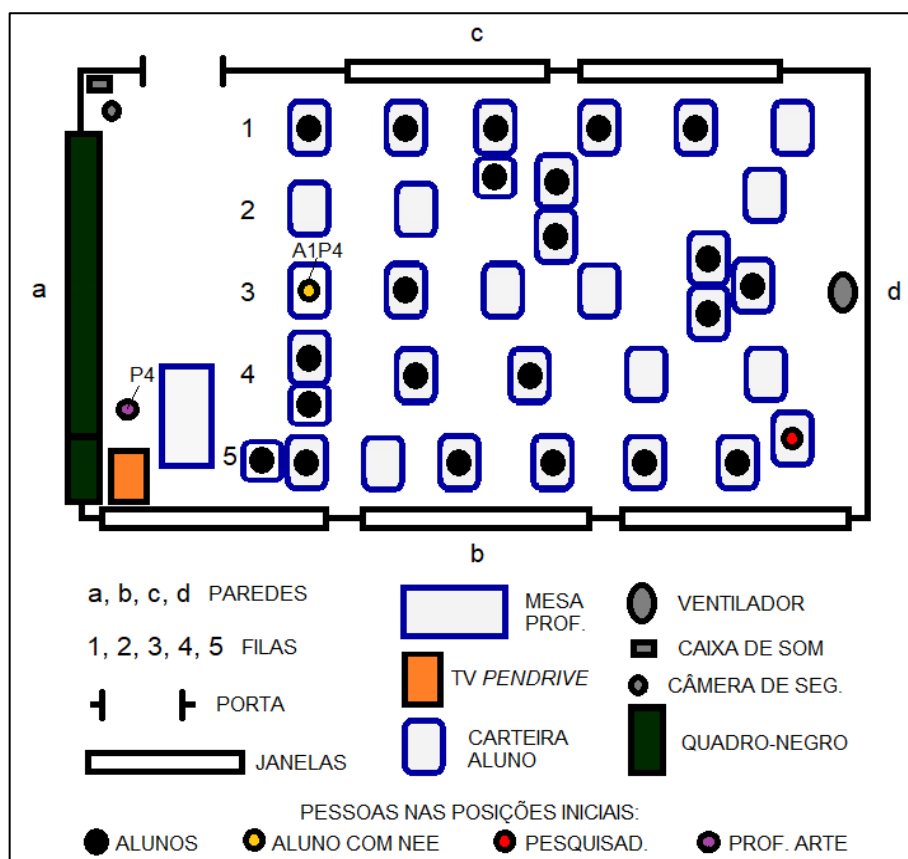 c
1
2
A1P4
a
3
d
4
P4
5
b
a, b, c, d PAREDES
1, 2, 3, 4, 5 FILAS
PORTA
JANELAS
MESA
PROF.
TV PENDRIVE
CARTEIRA
ALUNO
VENTILADOR
CAIXA DE SOM
CÂMERA DE SEG.
QUADRO-NEGRO
PESSOAS NAS POSIÇÕES INICIAIS:
ALUNOS ALUNO COM NEE PESQUISAD. PROF. ARTE